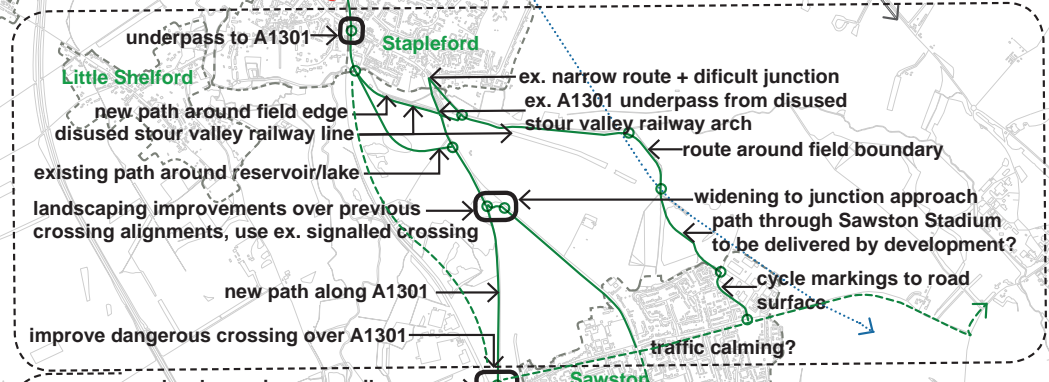 underpass to A1301
Stapleford
Little Shelford
ex. narrow route + dificult junction
new path around field edge
ex. A1301 underpass from disused
stour valley railway arch
disused stour valley railway line
route around field boundary
existing path around reservoir/lake
widening to junction approach
landscaping improvements over previous
crossing alignments, use ex. signalled crossing
path through Sawston Stadium
to be delivered by development?
new path along A1301
cycle markings to road
surface
improve dangerous crossing over A1301
traffic calming?
Sawston